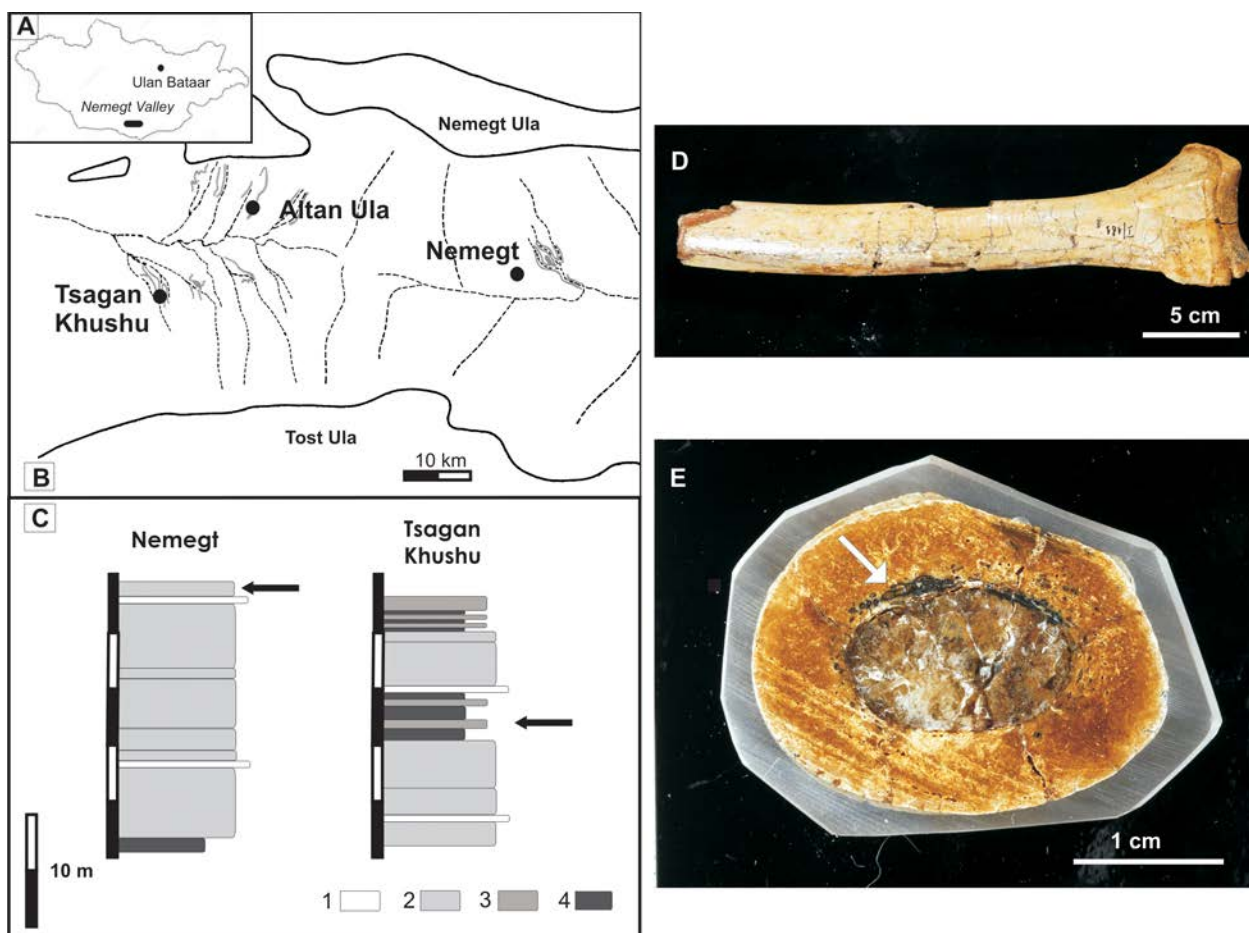 A
Ulan Bataar
Nemegt Valley
Nemegt Ula
Altan Ula
Nemegt
Tsagan
Khushu
Tost Ula
10 km
B
C
Nemegt
Tsagan
Khushu
10 m
1
2
3
4
D
5 cm
E
1 cm